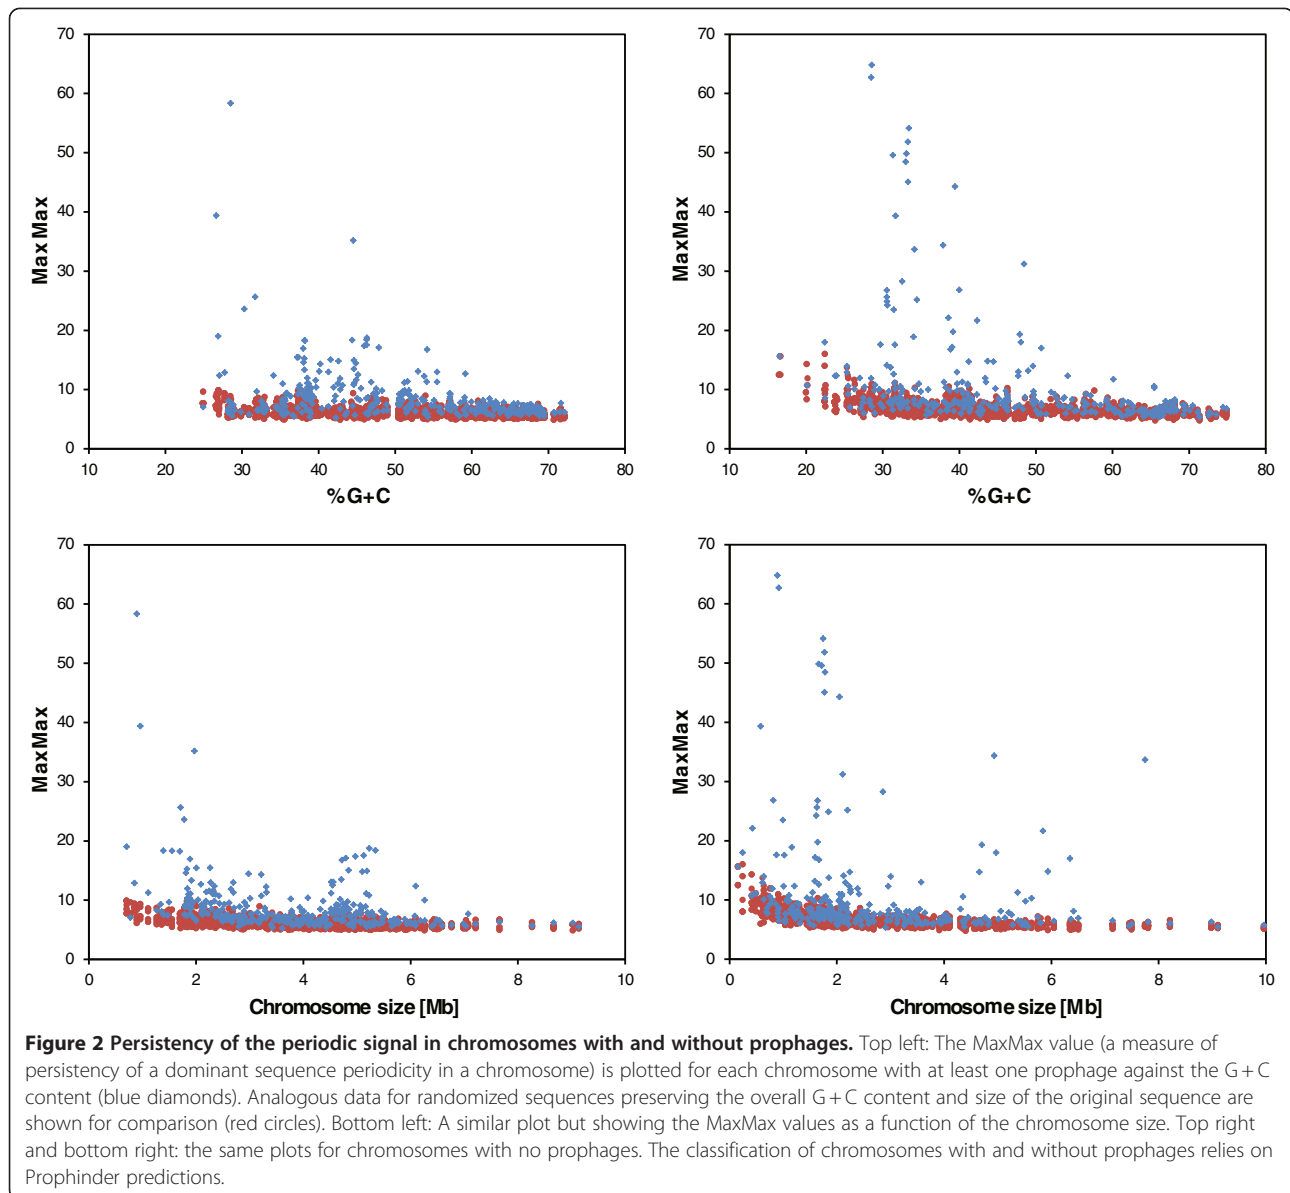 70
60
50
40
30
20
10
0
MaxMax
10 20 30 40 50 60 70 80
%G+C
70
60
50
40
30
20
10
0
MaxMax
10 20 30 40 50 60 70 80
%G+C
70
60
50
40
30
20
10
0
MaxMax
0 2 4 6 8 10
Chromosome size [Mb]
70
60
50
40
30
20
10
0
MaxMax
0 2 4 6 8 10
Chromosome size [Mb]
Figure 2 Persistency of the periodic signal in chromosomes with and without prophages. Top left: The MaxMax value (a measure of
persistency of a dominant sequence periodicity in a chromosome) is plotted for each chromosome with at least one prophage against the G + C
content (blue diamonds). Analogous data for randomized sequences preserving the overall G + C content and size of the original sequence are
shown for comparison (red circles). Bottom left: A similar plot but showing the MaxMax values as a function of the chromosome size. Top right
and bottom right: the same plots for chromosomes with no prophages. The classification of chromosomes with and without prophages relies on
Prophinder predictions.